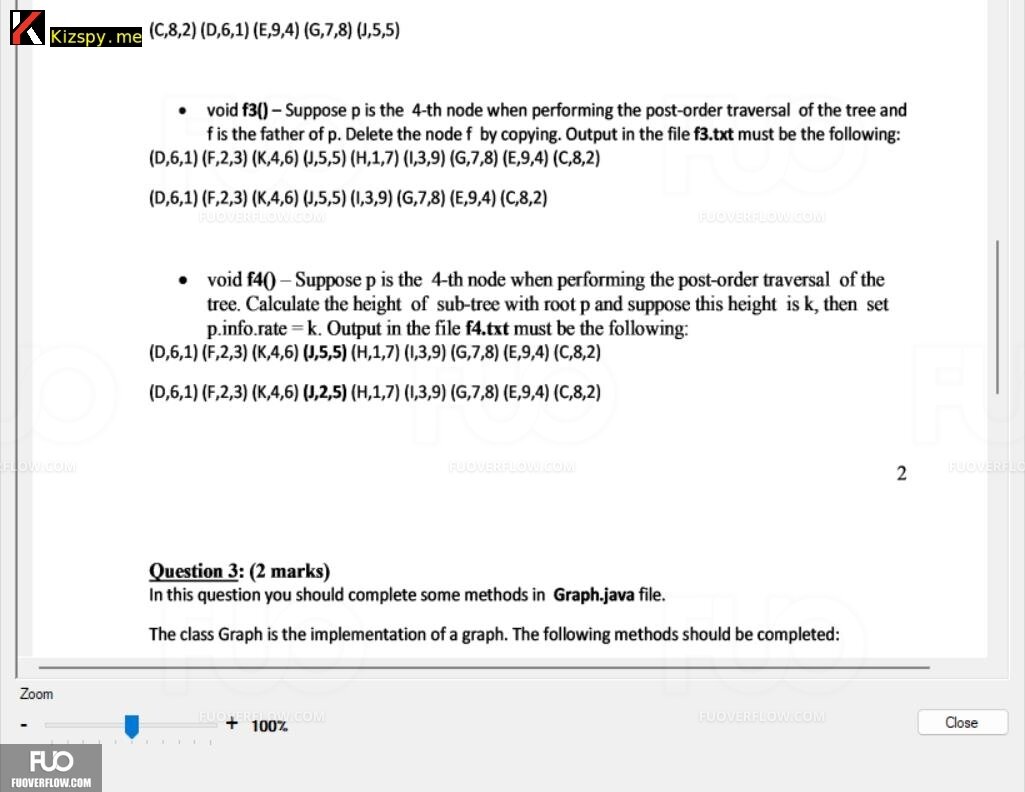 Kizspy.me
(C,8,2) (D,6,1) (E,9,4) (G,7,8) (J,5,5)
• void f3() – Suppose p is the 4-th node when performing the post-order traversal of the tree and
f is the father of p. Delete the node f by copying. Output in the file f3.txt must be the following:
(D,6,1) (F,2,3) (K,4,6) (J,5,5) (H,1,7) (I,3,9) (G,7,8) (E,9,4) (C,8,2)
(D,6,1) (F,2,3) (K,4,6) (J,5,5) (I,3,9) (G,7,8) (E,9,4) (C,8,2)
FUOVERFLOW.COM FUOVERFLOW.COM
• void f4() – Suppose p is the 4-th node when performing the post-order traversal of the
tree. Calculate the height of sub-tree with root p and suppose this height is k, then set
p.info.rate = k. Output in the file f4.txt must be the following:
(D,6,1) (F,2,3) (K,4,6) (J,5,5) (H,1,7) (I,3,9) (G,7,8) (E,9,4) (C,8,2)
(D,6,1) (F,2,3) (K,4,6) (J,2,5) (H,1,7) (I,3,9) (G,7,8) (E,9,4) (C,8,2)
FLOW.COM FUOVERFLOW.COM FUOVERFLO
2
Question 3: (2 marks)
In this question you should complete some methods in Graph.java file.
The class Graph is the implementation of a graph. The following methods should be completed:
Zoom
- + 100%
FUOVERFLOW.COM FUOVERFLOW.COM
Close
FUO
FUOVERFLOW.COM